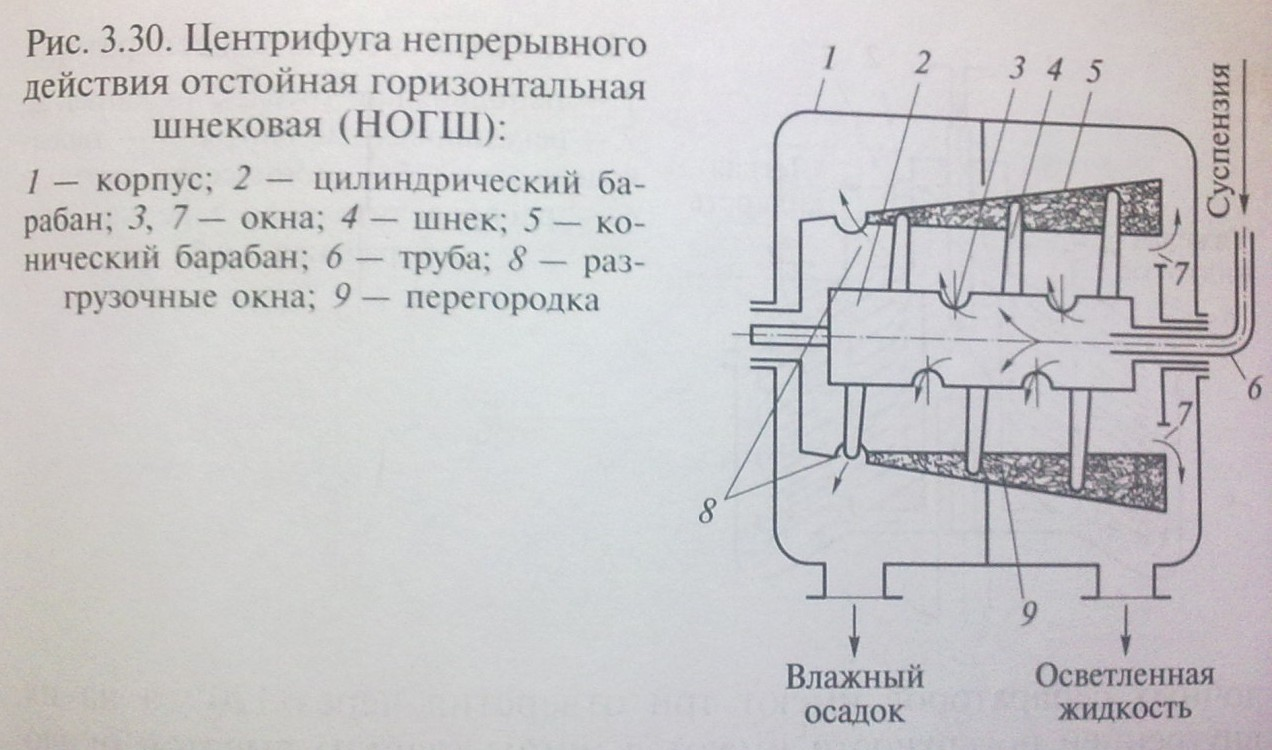 Рис. 3.30. Центрифуга непрерывного
действия отстойная горизонтальная
шнековая (НОГШ):
1 — корпус; 2 — цилиндрический ба-
рабан; 3, 7 — окна; 4 — шнек; 5 — ко-
нический барабан; 6 — труба; 8 — раз-
грузочные окна; 9 — перегородка
1 2 3 4 5
Суспензия
7
6
7
8
9
Влажный
осадок
Осветленная
жидкость